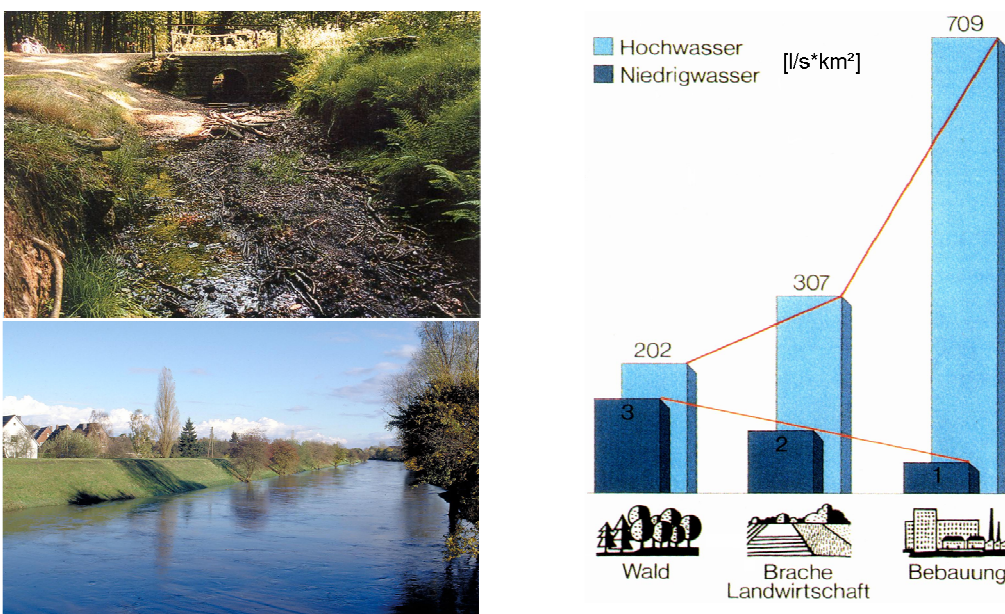 709
Hochwasser
[l/s*km²]
Niedrigwasser
307
202
3
2
1
Wald
Brache
Landwirtschaft
Bebauung